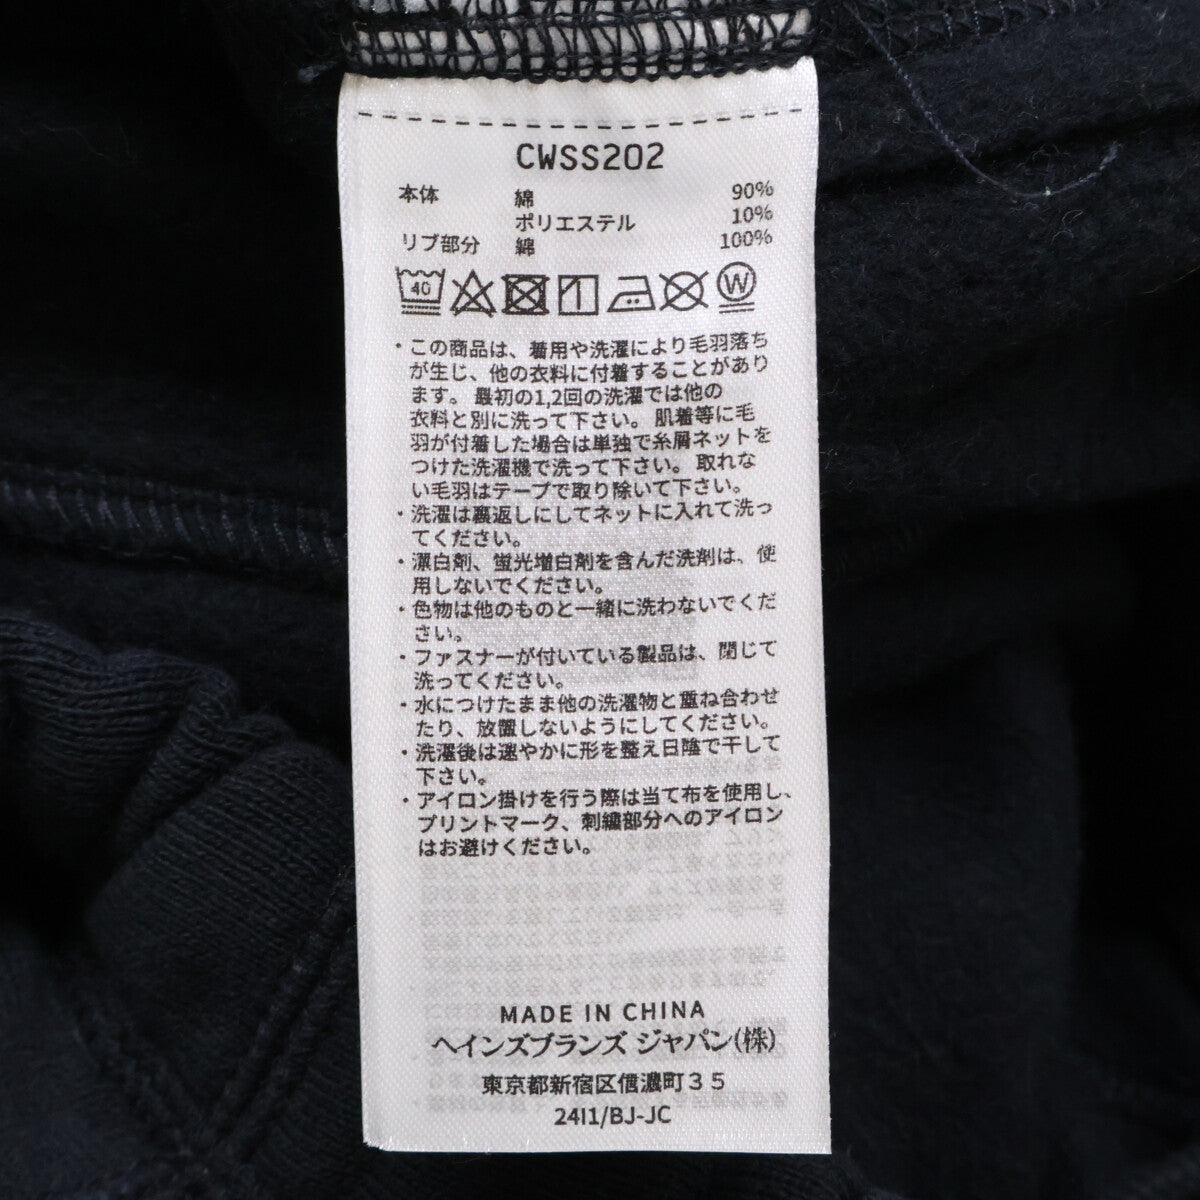 CWSS202
本体 綿 90%
ポリエステル 10%
リブ部分 綿 100%
40 W
・この商品は、着用や洗濯により毛羽落ち
が生じ、他の衣料に付着することがあり
ます。 最初の1,2回の洗濯では他の
衣料と別に洗って下さい。 肌着等に毛
羽が付着した場合は単独で糸屑ネットを
つけた洗濯機で洗って下さい。 取れな
い毛羽はテープで取り除いて下さい。
・洗濯は裏返しにしてネットに入れて洗っ
てください。
・漂白剤、蛍光増白剤を含んだ洗剤は、使
用しないでください。
・色物は他のものと一緒に洗わないでくだ
さい。
・ファスナーが付いている製品は、閉じて
洗ってください。
・水につけたまま他の洗濯物と重ね合わせ
たり、放置しないようにしてください。
・洗濯後は速やかに形を整え日陰で干して
下さい。
・アイロン掛けを行う際は当て布を使用し、
プリントマーク、刺繍部分へのアイロン
はお避けください。
MADE IN CHINA
ヘインズブランズ ジャパン(株)
東京都新宿区信濃町35
24I1/BJ-JC